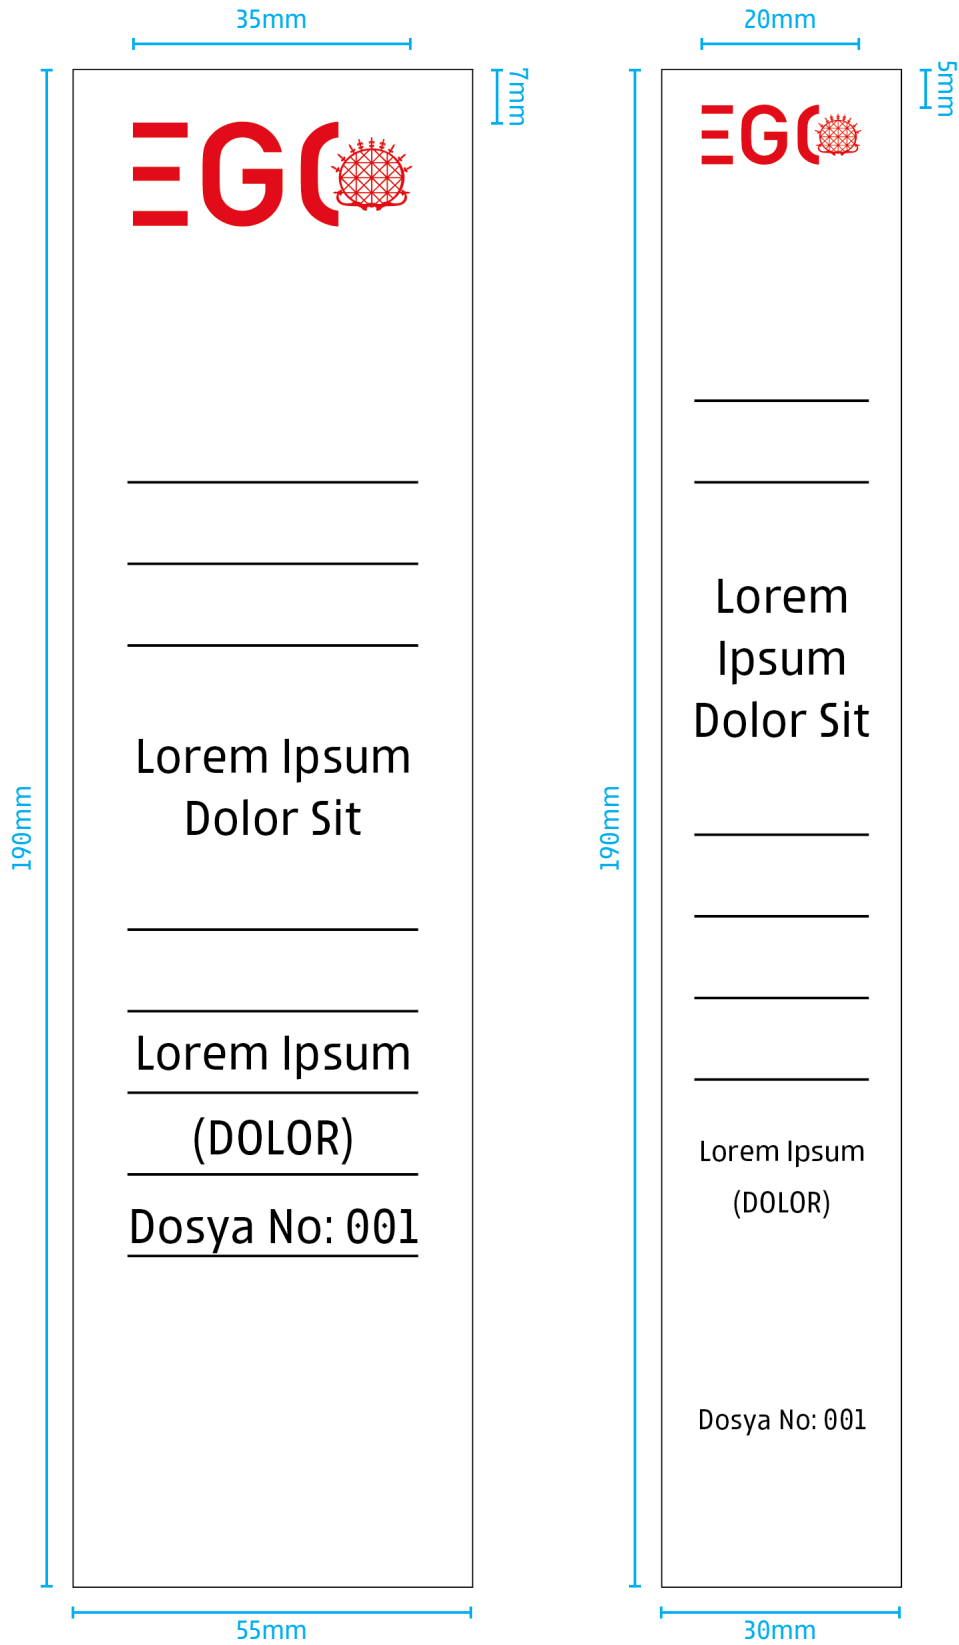 35mm
7mm
EGO
190mm
Lorem Ipsum
Dolor Sit
Lorem Ipsum
(DOLOR)
Dosya No: 001
55mm
20mm
5mm
EGO
190mm
Lorem
Ipsum
Dolor Sit
Lorem Ipsum
(DOLOR)
Dosya No: 001
30mm